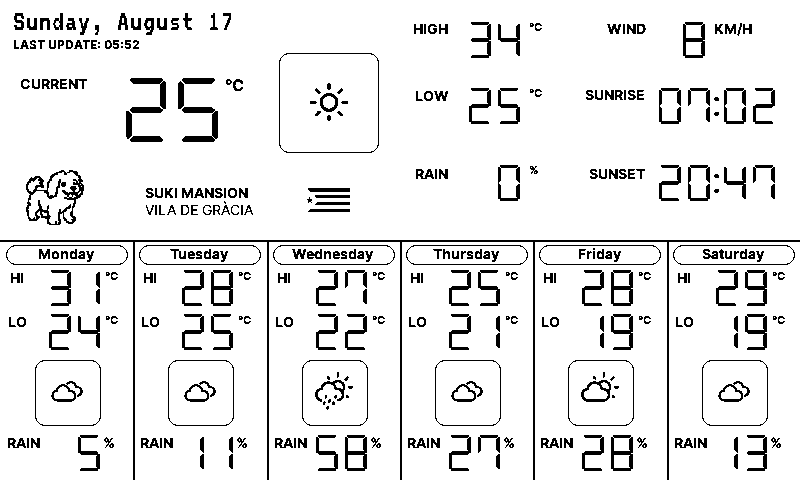 Sunday, August 17
LAST UPDATE: 05:52
CURRENT 25 °C
SUKI MANSION
VILA DE GRÀCIA
HIGH 34 °C
LOW 25 °C
RAIN 0 %
WIND 8 KM/H
SUNRISE 07:02
SUNSET 20:47
Monday
HI 31 °C
LO 24 °C
RAIN 5 %
Tuesday
HI 28 °C
LO 25 °C
RAIN 11 %
Wednesday
HI 27 °C
LO 22 °C
RAIN 58 %
Thursday
HI 25 °C
LO 21 °C
RAIN 27 %
Friday
HI 28 °C
LO 19 °C
RAIN 28 %
Saturday
HI 29 °C
LO 19 °C
RAIN 13 %